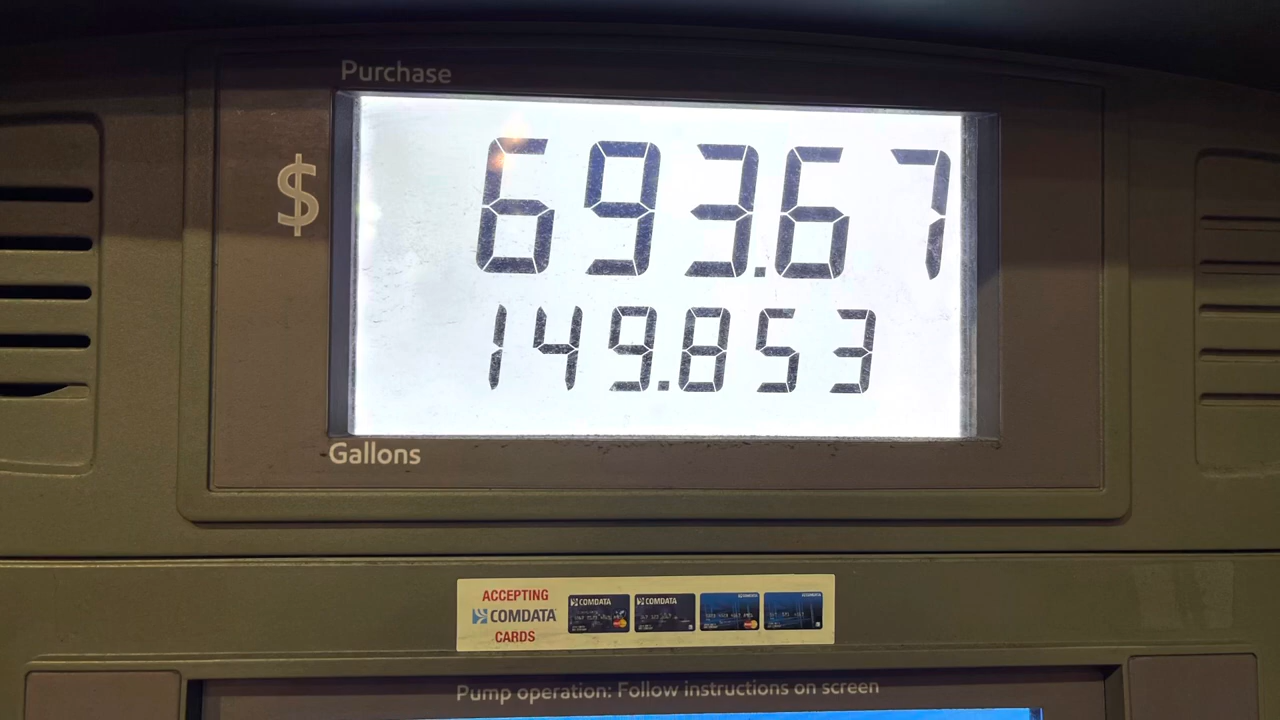 Purchase
$ 693.67
149.853
Gallons
ACCEPTING
COMDATA
CARDS
COMDATA
COMDATA
Pump operation: Follow instructions on screen